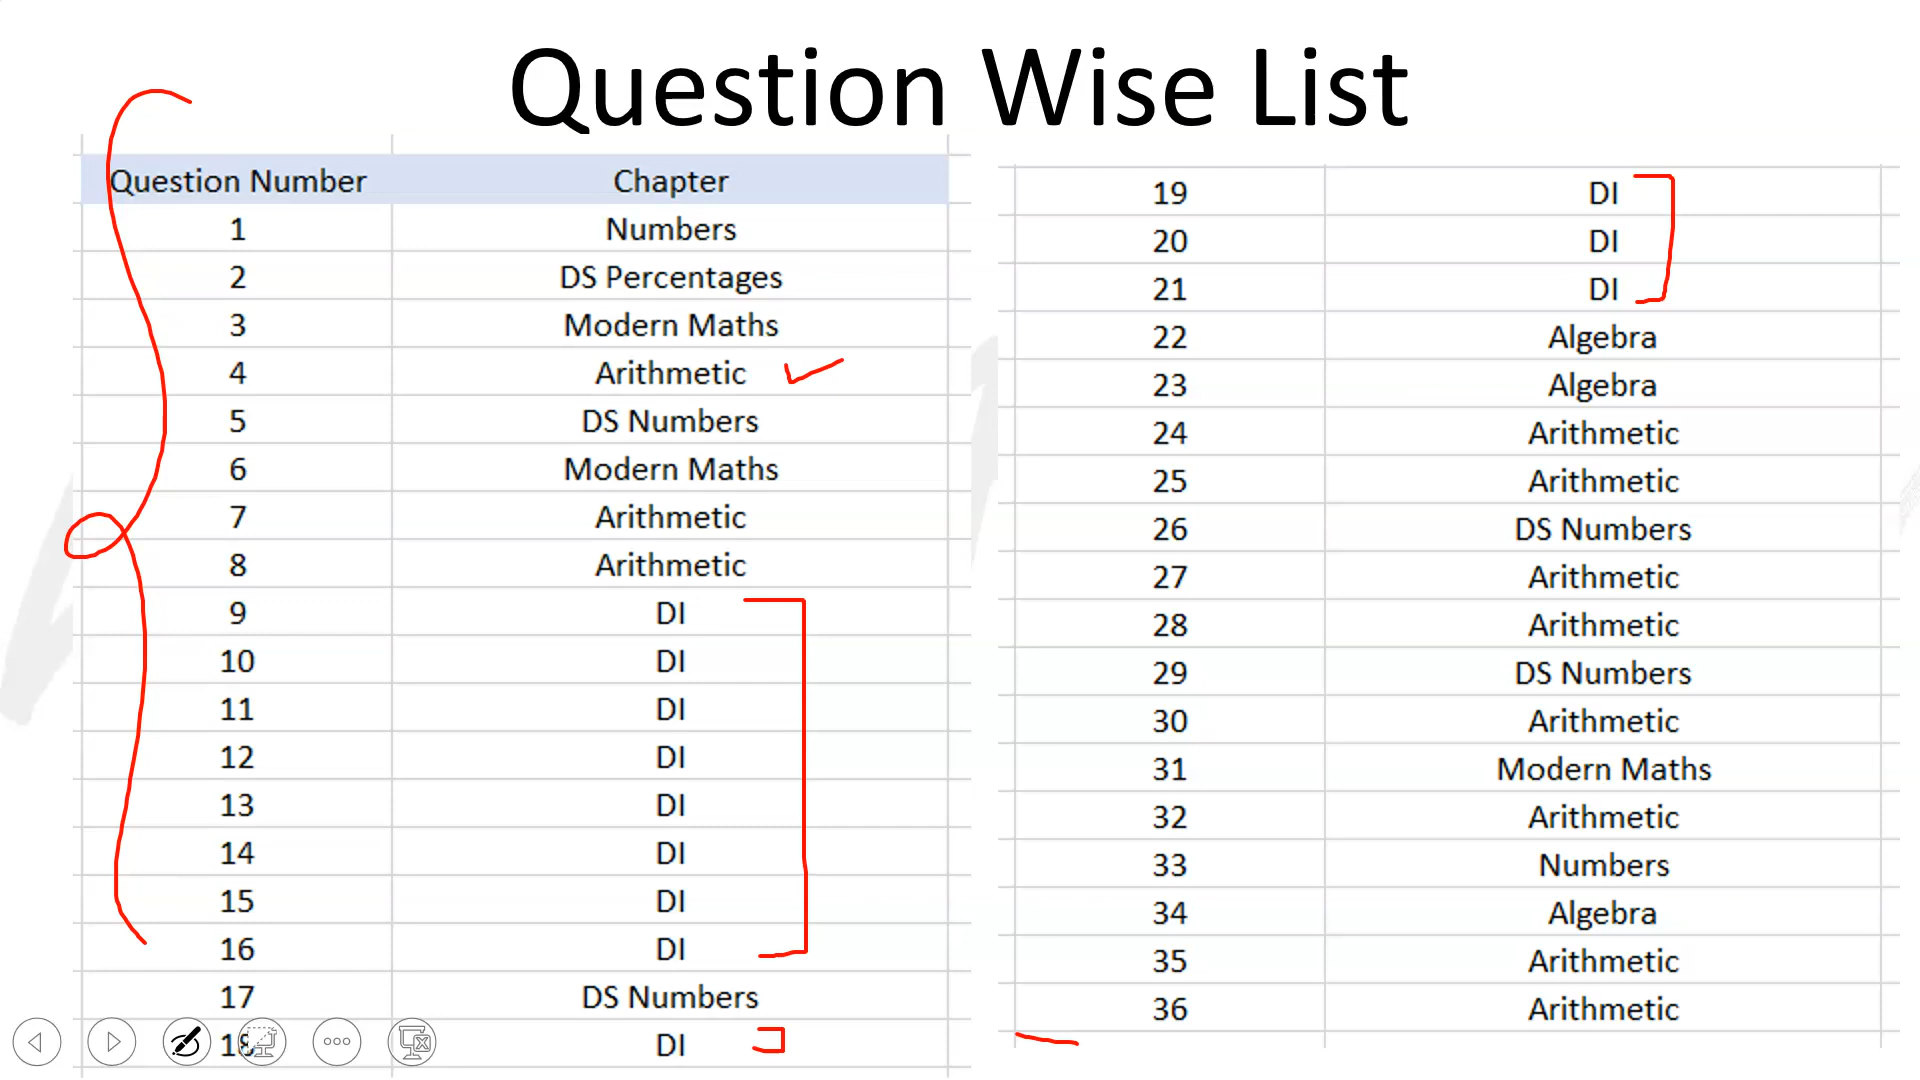 Question Wise List
Question Number Chapter
1 Numbers
2 DS Percentages
3 Modern Maths
4 Arithmetic
5 DS Numbers
6 Modern Maths
7 Arithmetic
8 Arithmetic
9 DI
10 DI
11 DI
12 DI
13 DI
14 DI
15 DI
16 DI
17 DS Numbers
18 DI
19 DI
20 DI
21 DI
22 Algebra
23 Algebra
24 Arithmetic
25 Arithmetic
26 DS Numbers
27 Arithmetic
28 Arithmetic
29 DS Numbers
30 Arithmetic
31 Modern Maths
32 Arithmetic
33 Numbers
34 Algebra
35 Arithmetic
36 Arithmetic